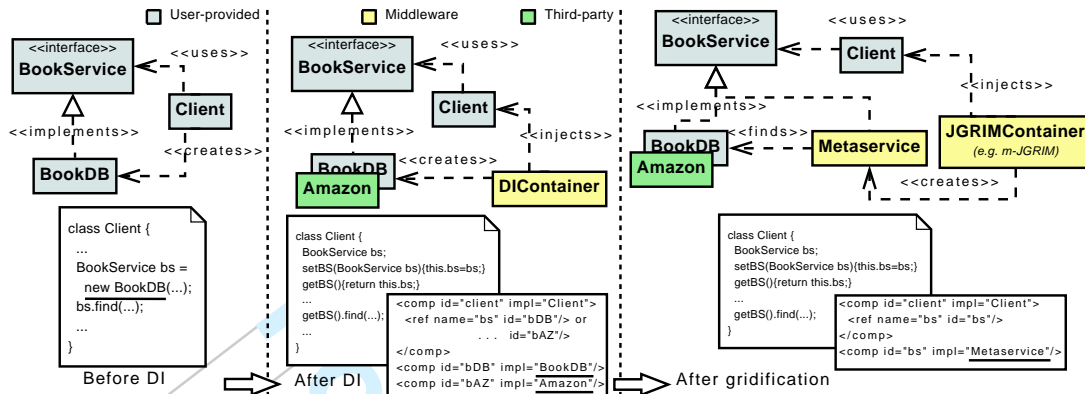 User-provided
Middleware
Third-party
<<interface>>
BookService
<<uses>>
Client
<<implements>>
<<creates>>
BookDB
class Client {
...
BookService bs =
new BookDB(...);
bs.find(...);
...
}
Before DI
<<interface>>
BookService
<<uses>>
Client
<<implements>>
<<injects>>
BookDB
<<creates>>
Amazon
DIContainer
class Client {
BookService bs;
setBS(BookService bs){this.bs=bs;}
getBS(){return this.bs;}
...
getBS().find(...);
...
}
<comp id="client" impl="Client">
<ref name="bs" id="bDB"/> or
... id="bAZ"/>
</comp>
<comp id="bDB" impl="BookDB"/>
<comp id="bAZ" impl="Amazon"/>
After DI
<<interface>>
BookService
<<uses>>
Client
<<injects>>
<<implements>>
BookDB
<<finds>>
Amazon
Metaservice
JGRIMContainer
(e.g. m-JGRIM)
<<creates>>
class Client {
BookService bs;
setBS(BookService bs){this.bs=bs;}
getBS(){return this.bs;}
...
getBS().find(...);
...
}
<comp id="client" impl="Client">
<ref name="bs" id="bs"/>
</comp>
<comp id="bs" impl="Metaservice"/>
After gridification